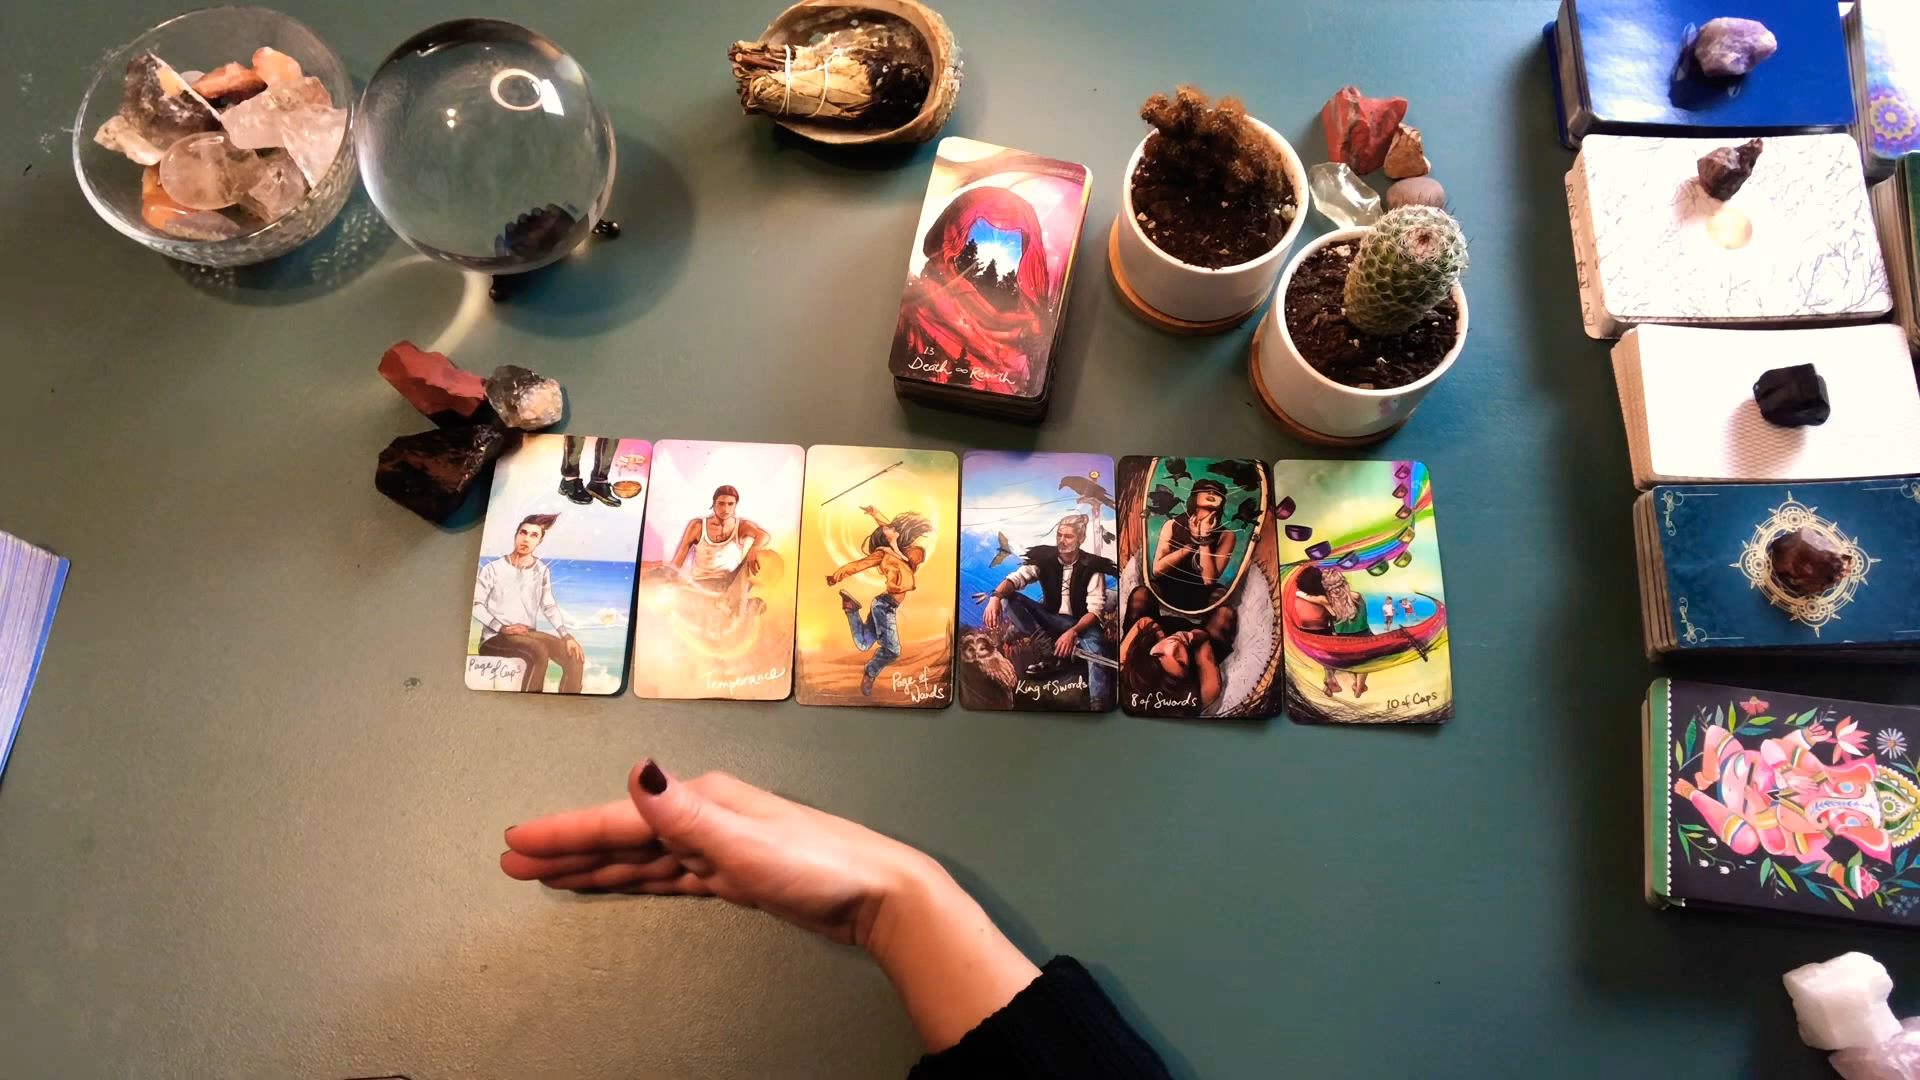 13.
Death ∞ Rebirth
Page of Cups
Temperance
Page of
Wands
King of Swords
8 of Swords
10 of Cups